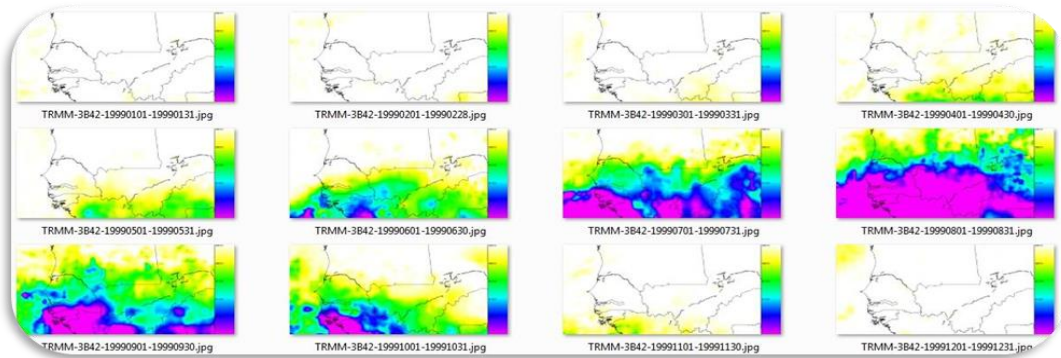 TRMM-3B42-19990101-19990131.jpg
TRMM-3B42-19990201-19990228.jpg
TRMM-3B42-19990301-19990331.jpg
TRMM-3B42-19990401-19990430.jpg
TRMM-3B42-19990501-19990531.jpg
TRMM-3B42-19990601-19990630.jpg
TRMM-3B42-19990701-19990731.jpg
TRMM-3B42-19990801-19990831.jpg
TRMM-3B42-19990901-19990930.jpg
TRMM-3B42-19991001-19991031.jpg
TRMM-3B42-19991101-19991130.jpg
TRMM-3B42-19991201-19991231.jpg